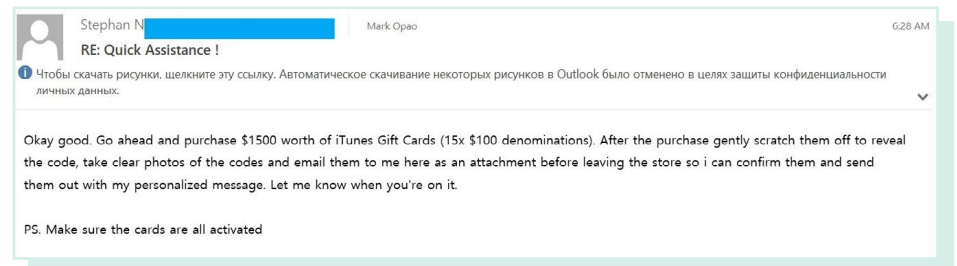 Stephan N Mark Opao 6:28 AM
RE: Quick Assistance !
Чтобы скачать рисунки, щелкните эту ссылку. Автоматическое скачивание некоторых рисунков в Outlook было отменено в целях защиты конфиденциальности
личных данных.
Okay good. Go ahead and purchase $1500 worth of iTunes Gift Cards (15x $100 denominations). After the purchase gently scratch them off to reveal
the code, take clear photos of the codes and email them to me here as an attachment before leaving the store so i can confirm them and send
them out with my personalized message. Let me know when you're on it.
PS. Make sure the cards are all activated